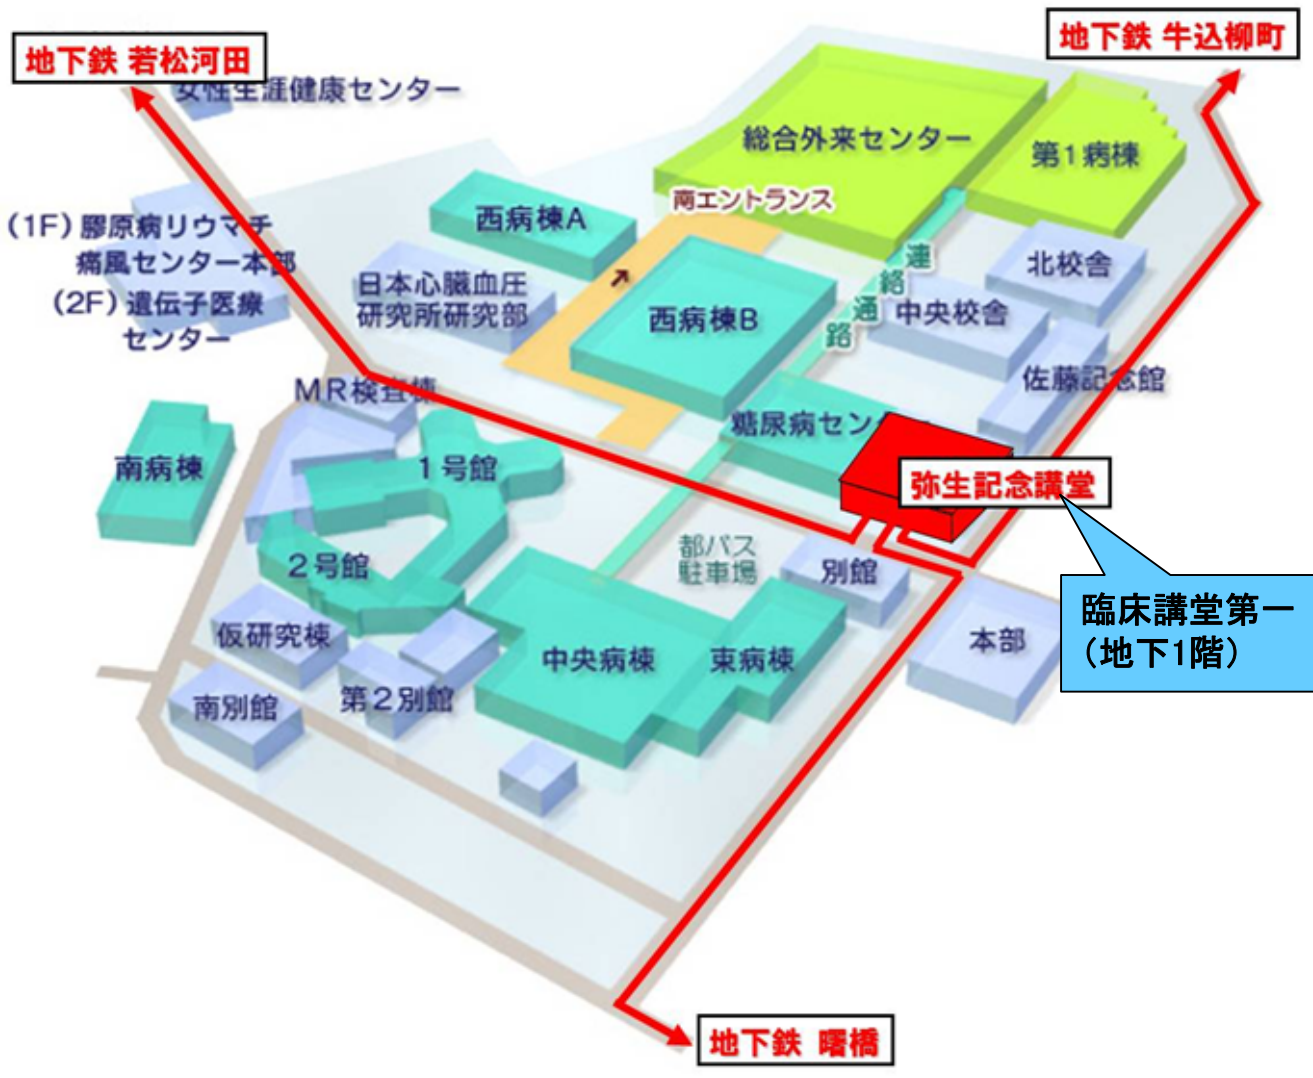 地下鉄 若松河田
地下鉄 牛込柳町
女性生涯健康センター
総合外来センター
第1病棟
南エントランス
西病棟A
(1F)膠原病リウマチ
痛風センター本部
(2F)遺伝子医療
センター
日本心臓血圧
研究所研究部
西病棟B
連絡通路
北校舎
中央校舎
佐藤記念館
MR検査棟
糖尿病セン
南病棟
1号館
弥生記念講堂
2号館
都バス
駐車場
別館
臨床講堂第一
(地下1階)
仮研究棟
中央病棟
東病棟
本部
南別館
第2別館
地下鉄 曙橋